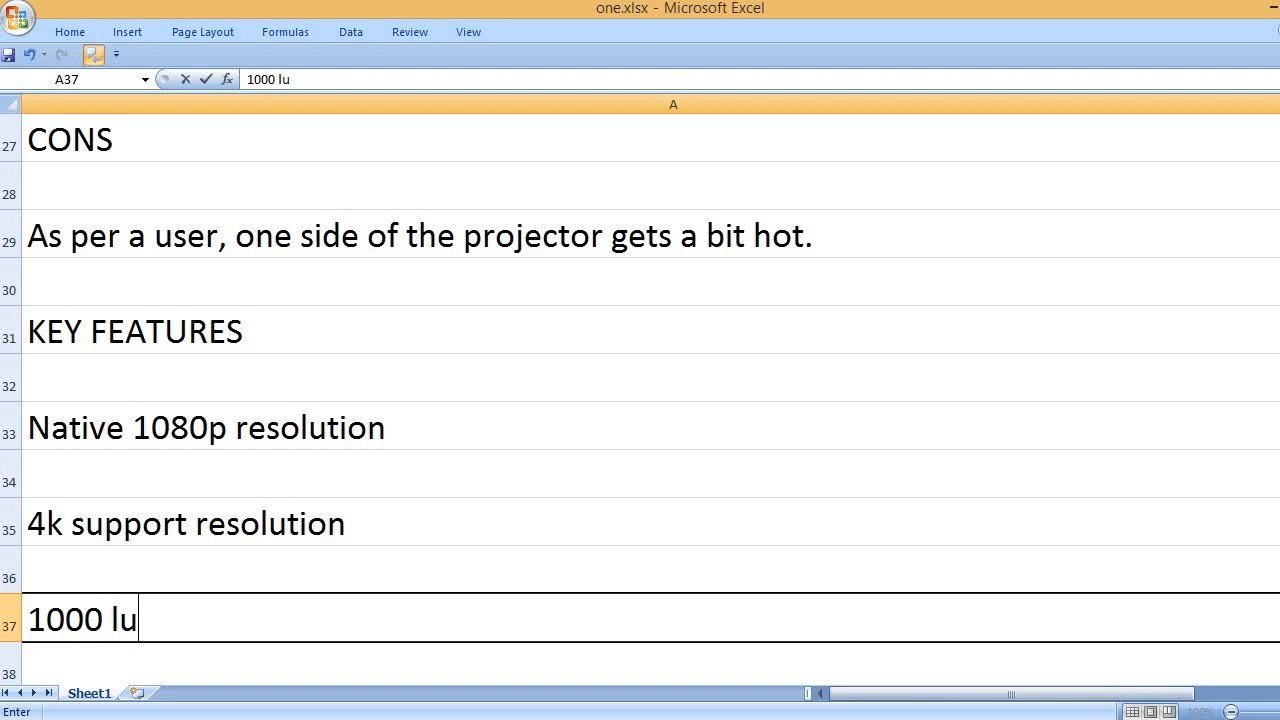 one.xlsx - Microsoft Excel
Home Insert Page Layout Formulas Data Review View
A37 fx 1000 lu
A
27 CONS
28
29 As per a user, one side of the projector gets a bit hot.
30
31 KEY FEATURES
32
33 Native 1080p resolution
34
35 4k support resolution
36
37 1000 lu
38
Sheet1
Enter 100%